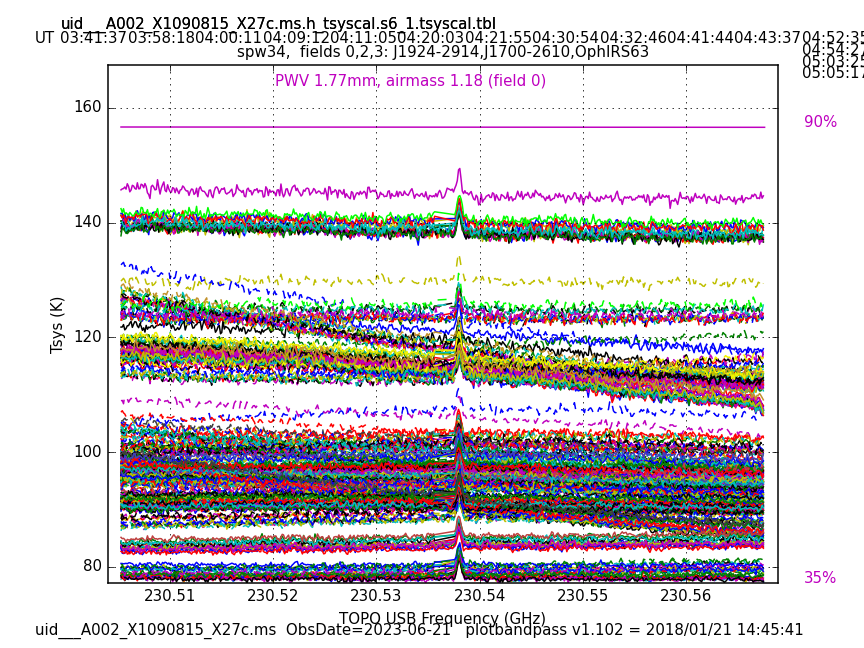 uid___A002_X1090815_X27c.ms.h_tsyscal.s6_1.tsyscal.tbl
UT 03:41:37 03:58:18 04:00:11 04:09:12 04:11:05 04:20:03 04:21:55 04:30:54 04:32:46 04:41:44 04:43:37 04:52:35
04:54:2
05:03:25
05:05:17
spw34, fields 0,2,3: J1924-2914,J1700-2610,OphIRS63
PWV 1.77mm, airmass 1.18 (field 0)
90%
35%
160
140
120
100
80
Tsys (K)
230.51 230.52 230.53 230.54 230.55 230.56
TOPO USB Frequency (GHz)
uid___A002_X1090815_X27c.ms ObsDate=2023-06-21 plotbandpass v1.102 = 2018/01/21 14:45:41